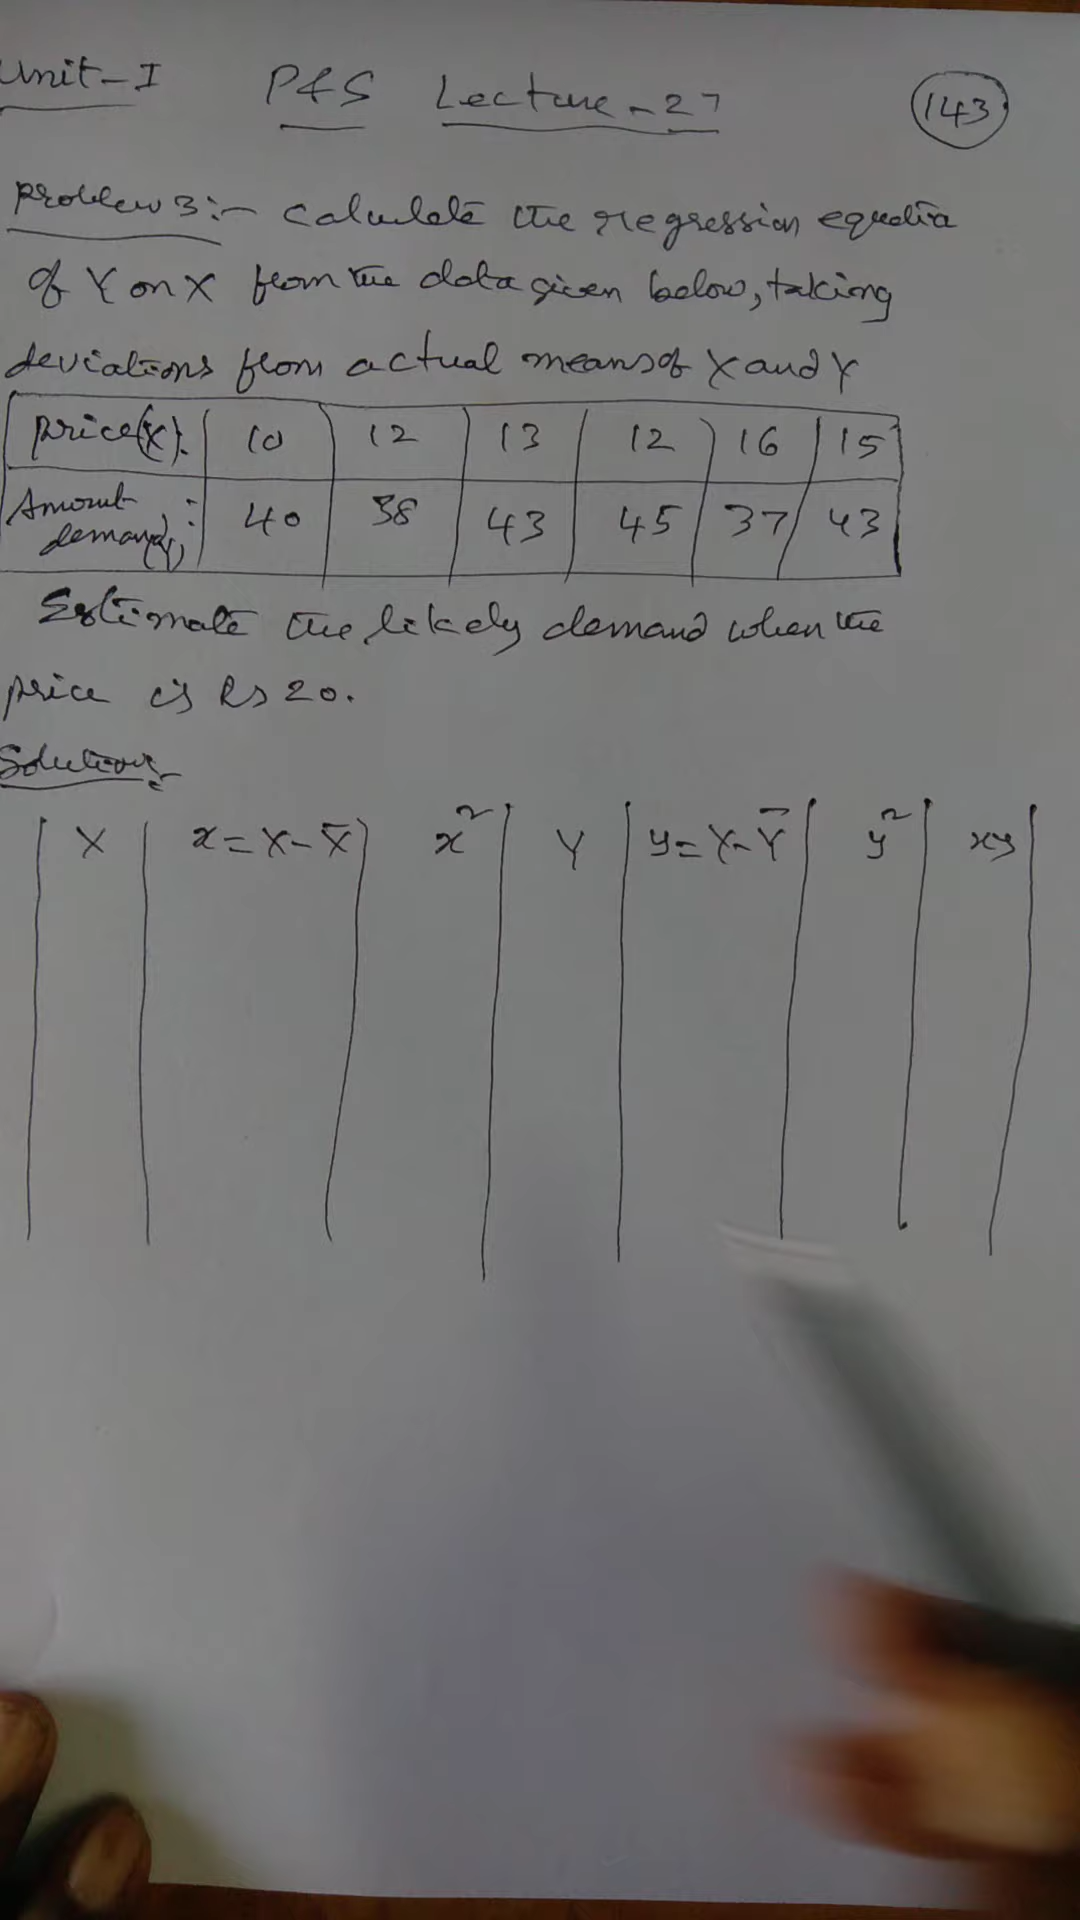 Unit-I P&S Lecture-27 143
Problem 3:- Calculate the regression equation
of Y on X from the data given below, taking
deviations from actual means of X and Y
Price(X): 10 12 13 12 16 15
Amount demand(Y): 40 38 43 45 37 43
Estimate the likely demand when the
price is Rs 20.
Solution:-
X x=X-X̄ x² Y y=Y-Ȳ y² xy